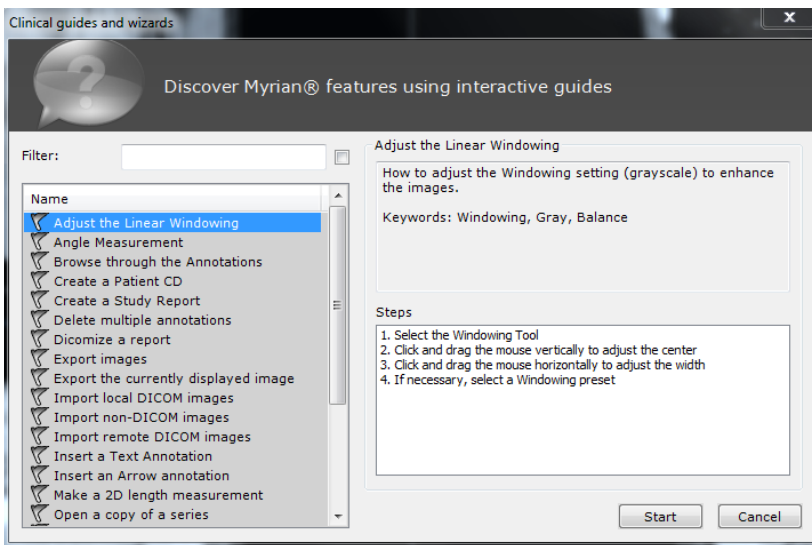 Clinical guides and wizards
x
Discover Myrian® features using interactive guides
Filter:
Name
Adjust the Linear Windowing
Angle Measurement
Browse through the Annotations
Create a Patient CD
Create a Study Report
Delete multiple annotations
Dicomize a report
Export images
Export the currently displayed image
Import local DICOM images
Import non-DICOM images
Import remote DICOM images
Insert a Text Annotation
Insert an Arrow annotation
Make a 2D length measurement
Open a copy of a series
Adjust the Linear Windowing
How to adjust the Windowing setting (grayscale) to enhance
the images.
Keywords: Windowing, Gray, Balance
Steps
1. Select the Windowing Tool
2. Click and drag the mouse vertically to adjust the center
3. Click and drag the mouse horizontally to adjust the width
4. If necessary, select a Windowing preset
Start
Cancel